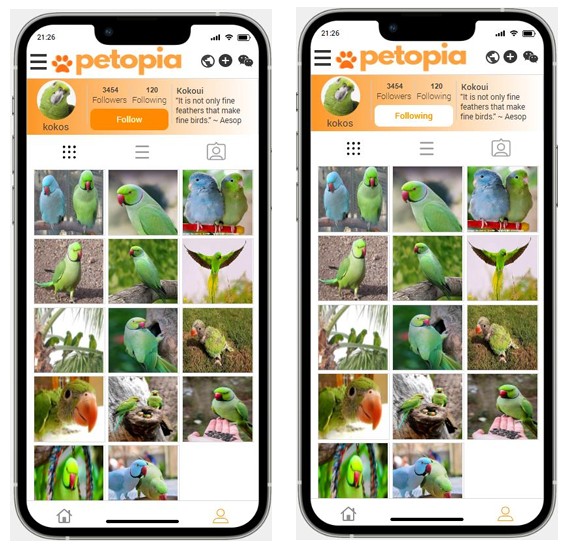 21:26
petopia
3454 120
Followers Following
Kokoui
"It is not only fine
feathers that make
fine birds." ~ Aesop
kokos
Follow
21:26
petopia
3454 120
Followers Following
Kokoui
"It is not only fine
feathers that make
fine birds." ~ Aesop
kokos
Following